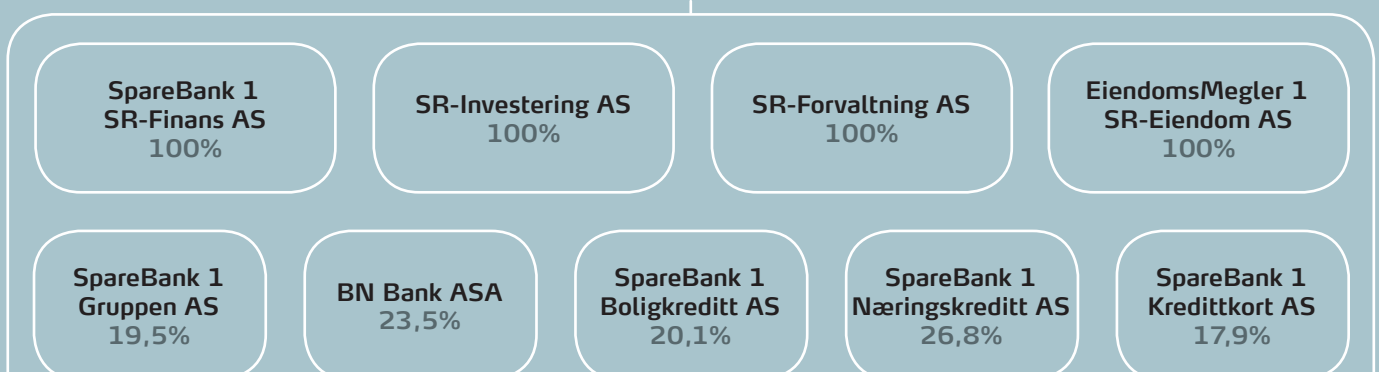 SpareBank 1
SR-Finans AS
100%
SR-Investering AS
100%
SR-Forvaltning AS
100%
EiendomsMegler 1
SR-Eiendom AS
100%
SpareBank 1
Gruppen AS
19,5%
BN Bank ASA
23,5%
SpareBank 1
Boligkreditt AS
20,1%
SpareBank 1
Næringskreditt AS
26,8%
SpareBank 1
Kredittkort AS
17,9%